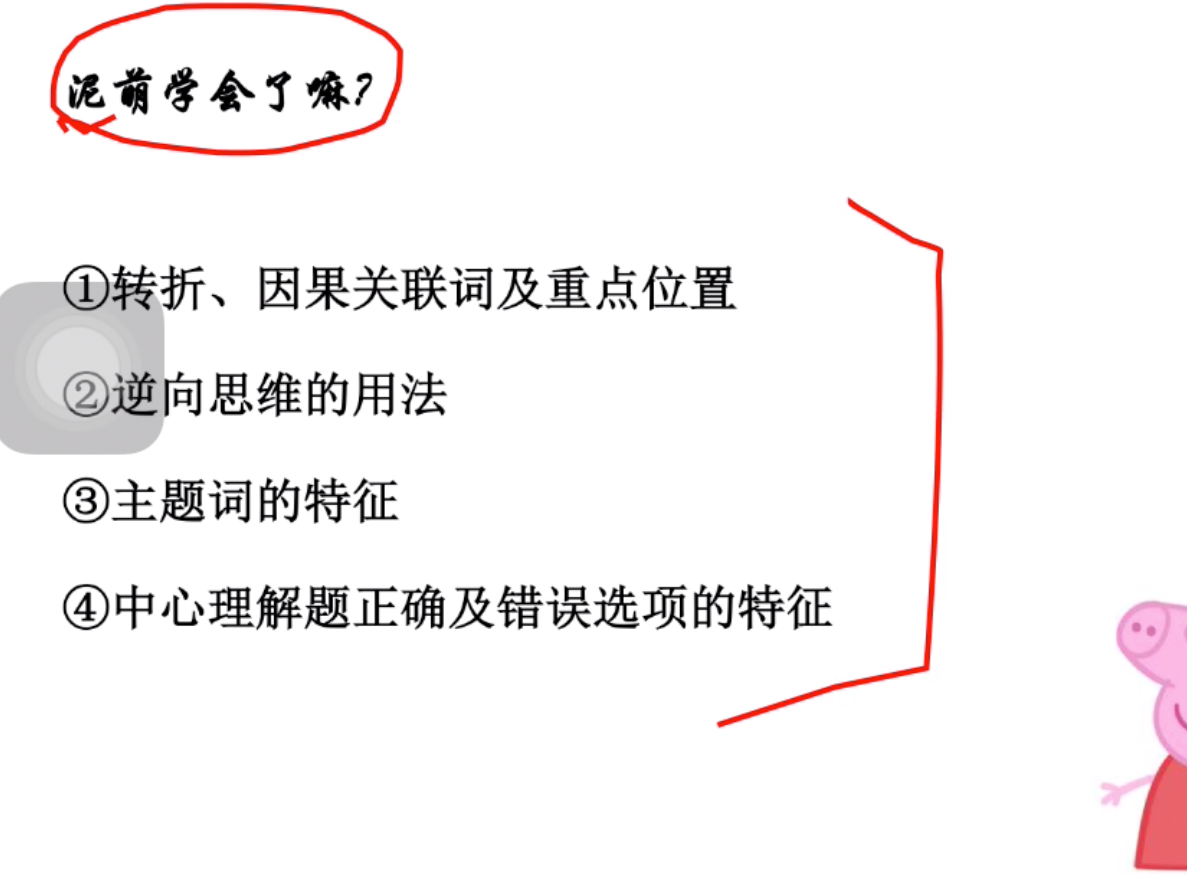 泥萌学会了嘛？
①转折、因果关联词及重点位置
②逆向思维的用法
③主题词的特征
④中心理解题正确及错误选项的特征